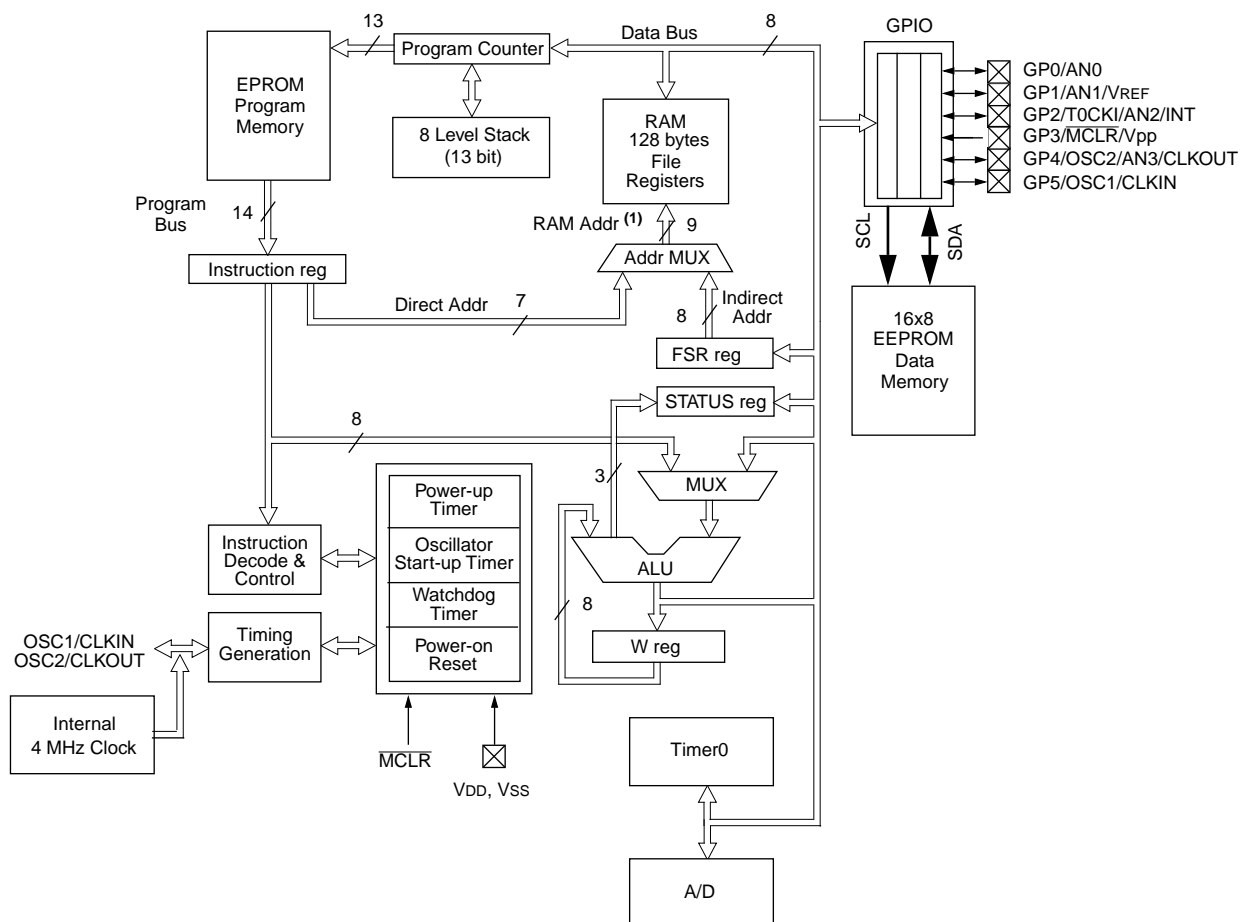 GPIO
13
Program Counter
Data Bus
8
EPROM
Program
Memory
8 Level Stack
(13 bit)
RAM
128 bytes
File
Registers
GP0/AN0
GP1/AN1/VREF
GP2/T0CKI/AN2/INT
GP3/MCLR/Vpp
GP4/OSC2/AN3/CLKOUT
GP5/OSC1/CLKIN
Program
Bus
14
RAM Addr (1)
9
SCL
SDA
Instruction reg
Addr MUX
Direct Addr
7
8
Indirect
Addr
16x8
EEPROM
Data
Memory
FSR reg
STATUS reg
8
3
MUX
Power-up
Timer
Instruction
Decode &
Control
Oscillator
Start-up Timer
ALU
Watchdog
Timer
8
OSC1/CLKIN
OSC2/CLKOUT
Timing
Generation
Power-on
Reset
W reg
Internal
4 MHz Clock
MCLR
VDD, VSS
Timer0
A/D